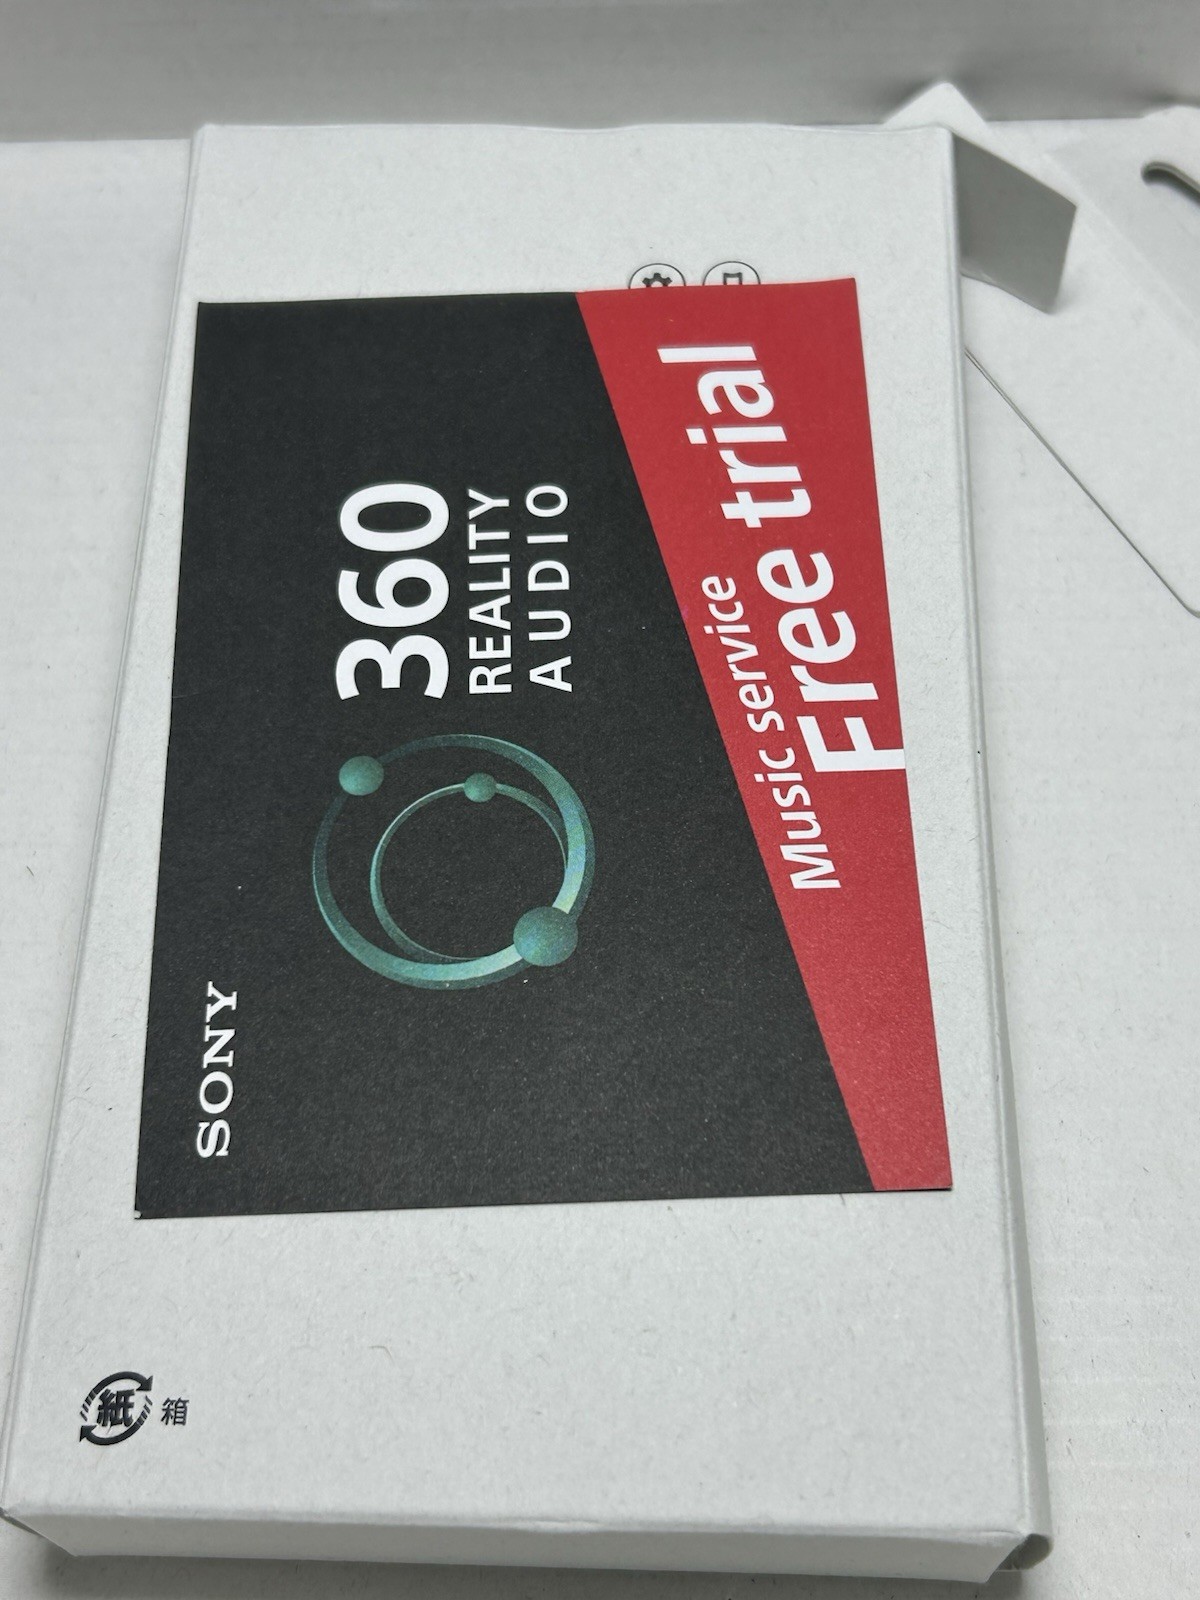 SONY
360
REALITY
AUDIO
Music service
Free trial
紙
箱